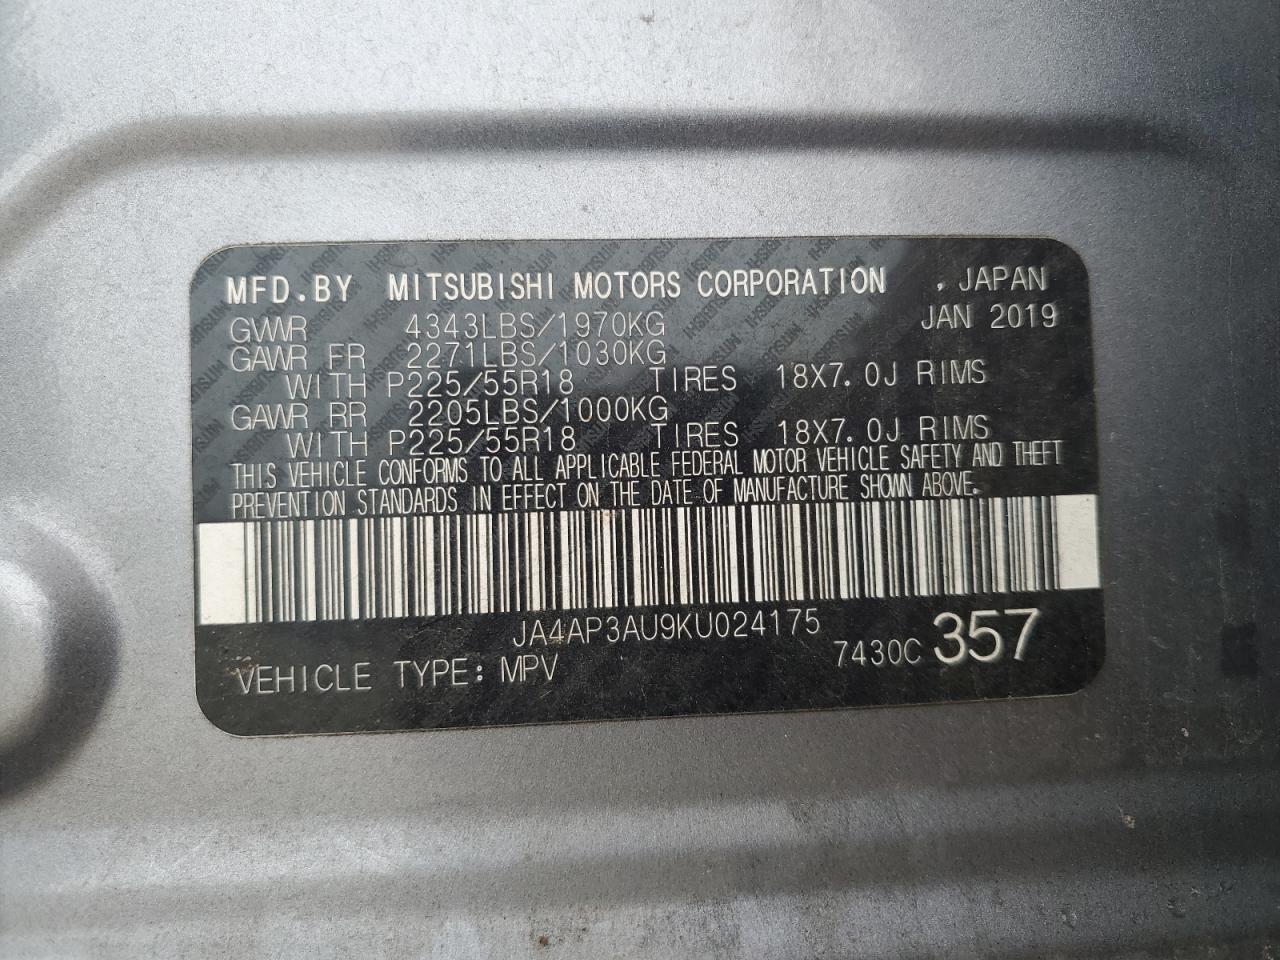 MFD.BY MITSUBISHI MOTORS CORPORATION , JAPAN
GVWR 4343LBS/1970KG JAN 2019
GAWR FR 2271LBS/1030KG
WITH P225/55R18 TIRES 18X7.0J RIMS
GAWR RR 2205LBS/1000KG
WITH P225/55R18 TIRES 18X7.0J RIMS
THIS VEHICLE CONFORMS TO ALL APPLICABLE FEDERAL MOTOR VEHICLE SAFETY AND THEFT
PREVENTION STANDARDS IN EFFECT ON THE DATE OF MANUFACTURE SHOWN ABOVE.
JA4AP3AU9KU024175
VEHICLE TYPE: MPV 7430C 357